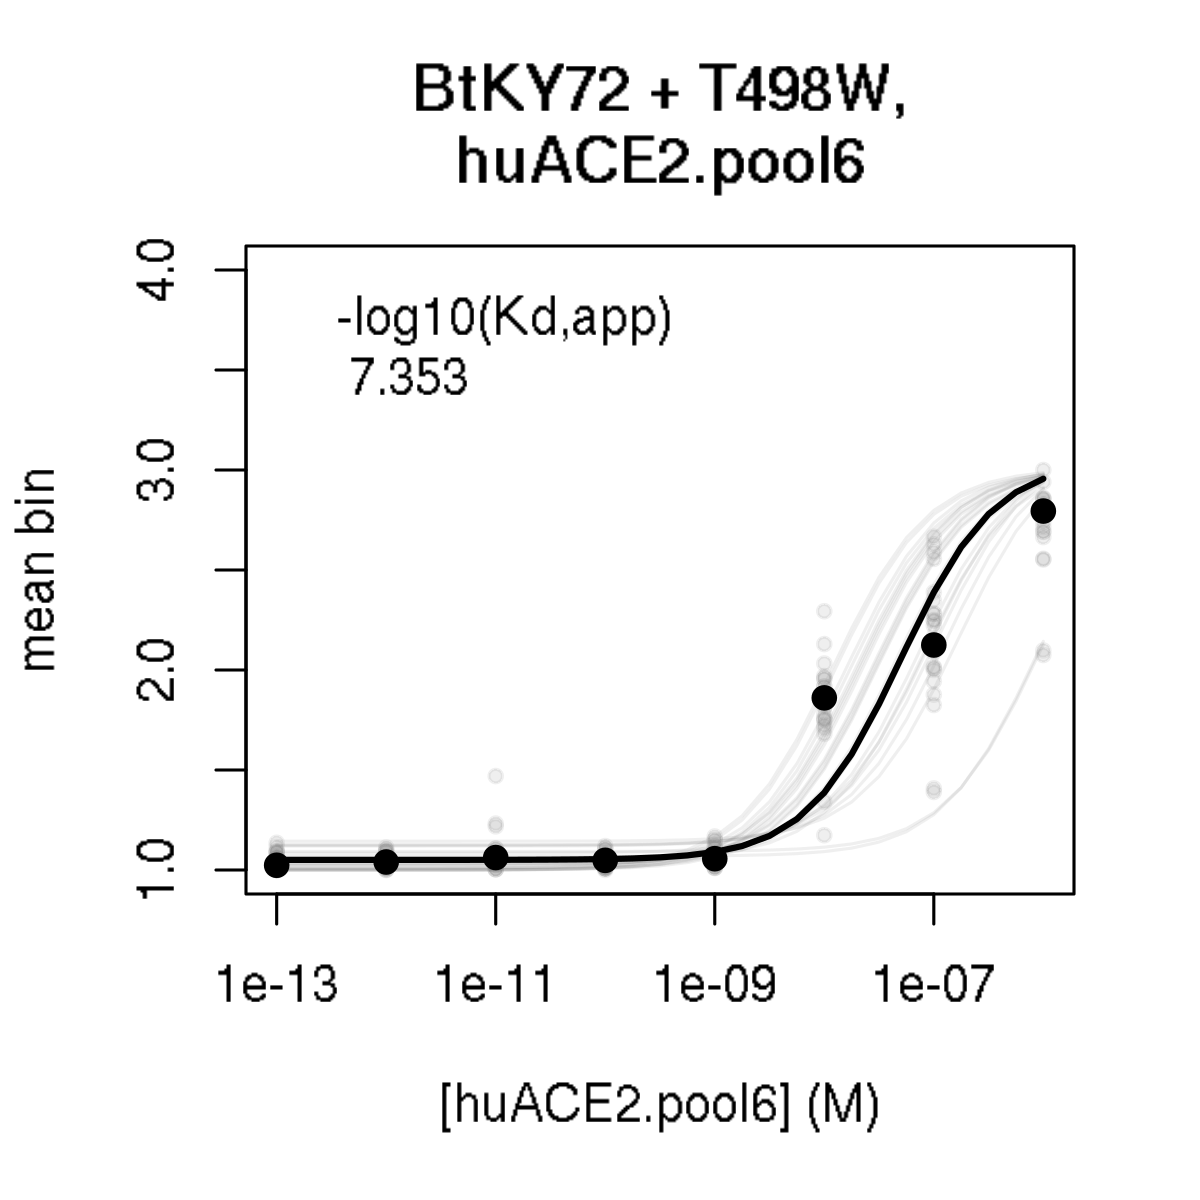 BtKY72 + T498W,
huACE2.pool6
-log10(Kd,app)
7.353
4.0
3.0
2.0
1.0
mean bin
1e-13 1e-11 1e-09 1e-07
[huACE2.pool6] (M)